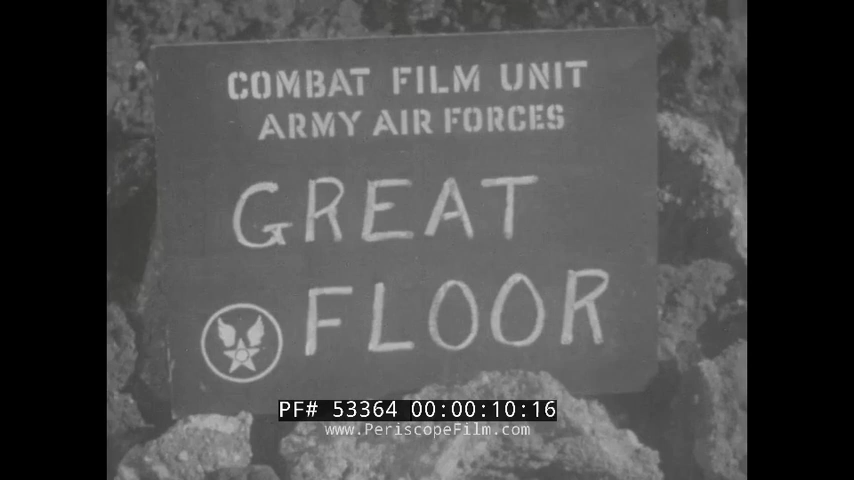 COMBAT FILM UNIT
ARMY AIR FORCES
GREAT
FLOOR
PF# 53364 00:00:10:16
www.PeriscopeFilm.com